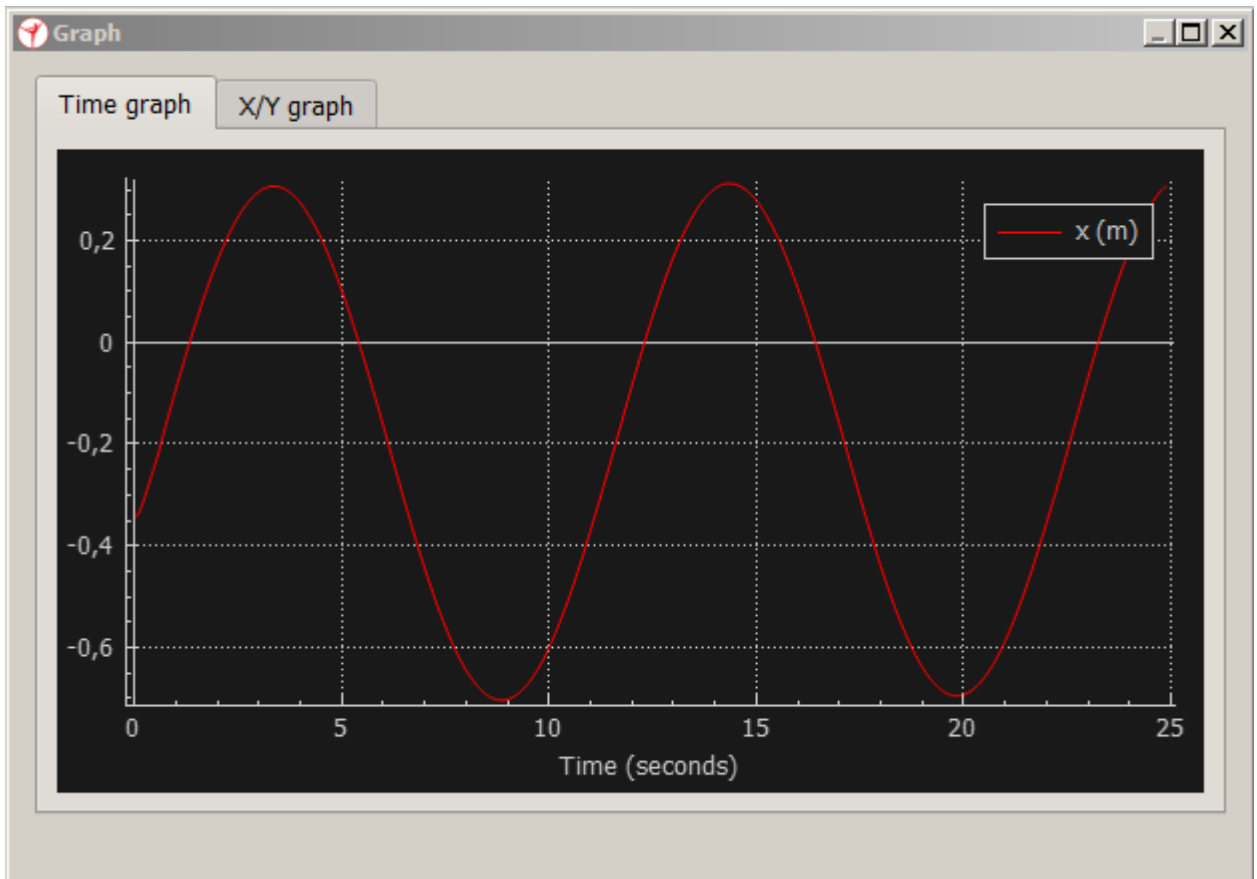 Graph
Time graph
X/Y graph
x (m)
0,2
0
-0,2
-0,4
-0,6
0 5 10 15 20 25
Time (seconds)